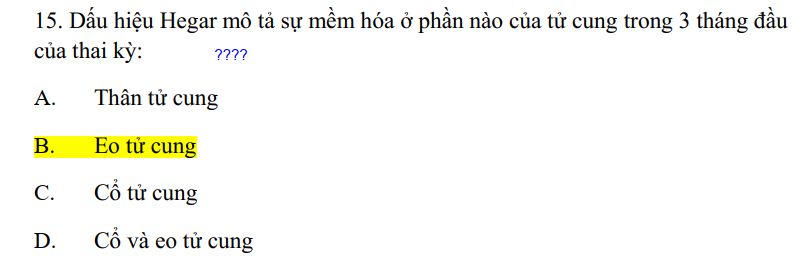 15. Dấu hiệu Hegar mô tả sự mềm hóa ở phần nào của tử cung trong 3 tháng đầu
của thai kỳ: ????
A. Thân tử cung
B. Eo tử cung
C. Cổ tử cung
D. Cổ và eo tử cung